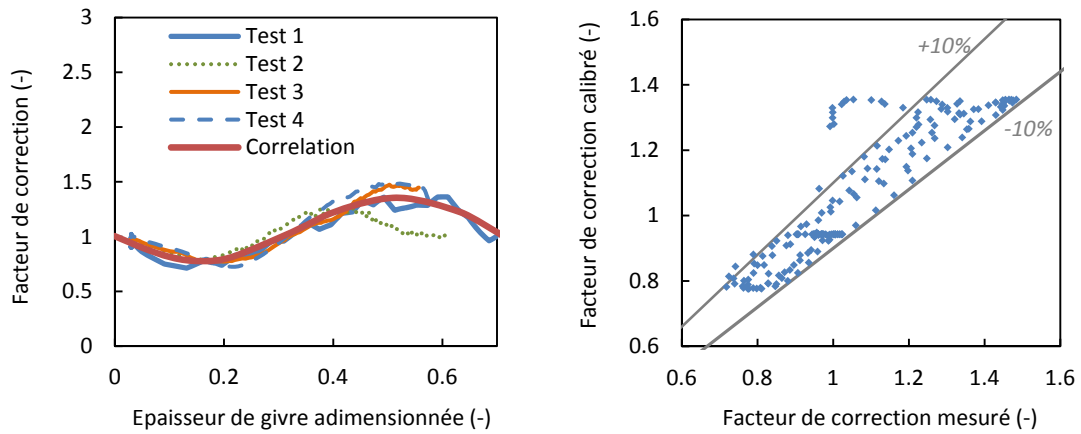 Facteur de correction (-)
3
2.5
2
1.5
1
0.5
0
Test 1
Test 2
Test 3
Test 4
Correlation
0
0.2
0.4
0.6
Epaisseur de givre adimensionnée (-)
Facteur de correction calibré (-)
1.6
1.4
1.2
1
0.8
0.6
+10%
-10%
0.6
0.8
1
1.2
1.4
1.6
Facteur de correction mesuré (-)